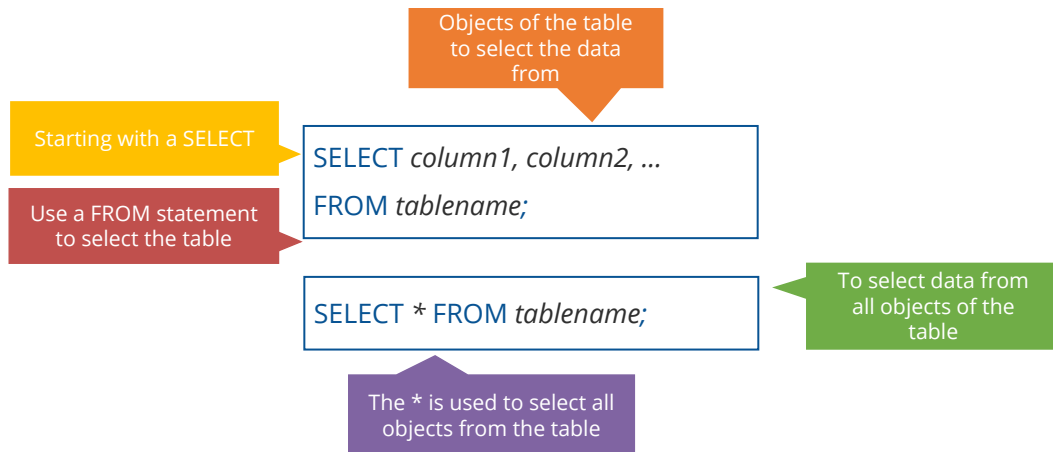 Objects of the table
to select the data
from
Starting with a SELECT
SELECT column1, column2, ...
FROM tablename;
Use a FROM statement
to select the table
SELECT * FROM tablename;
To select data from
all objects of the
table
The * is used to select all
objects from the table